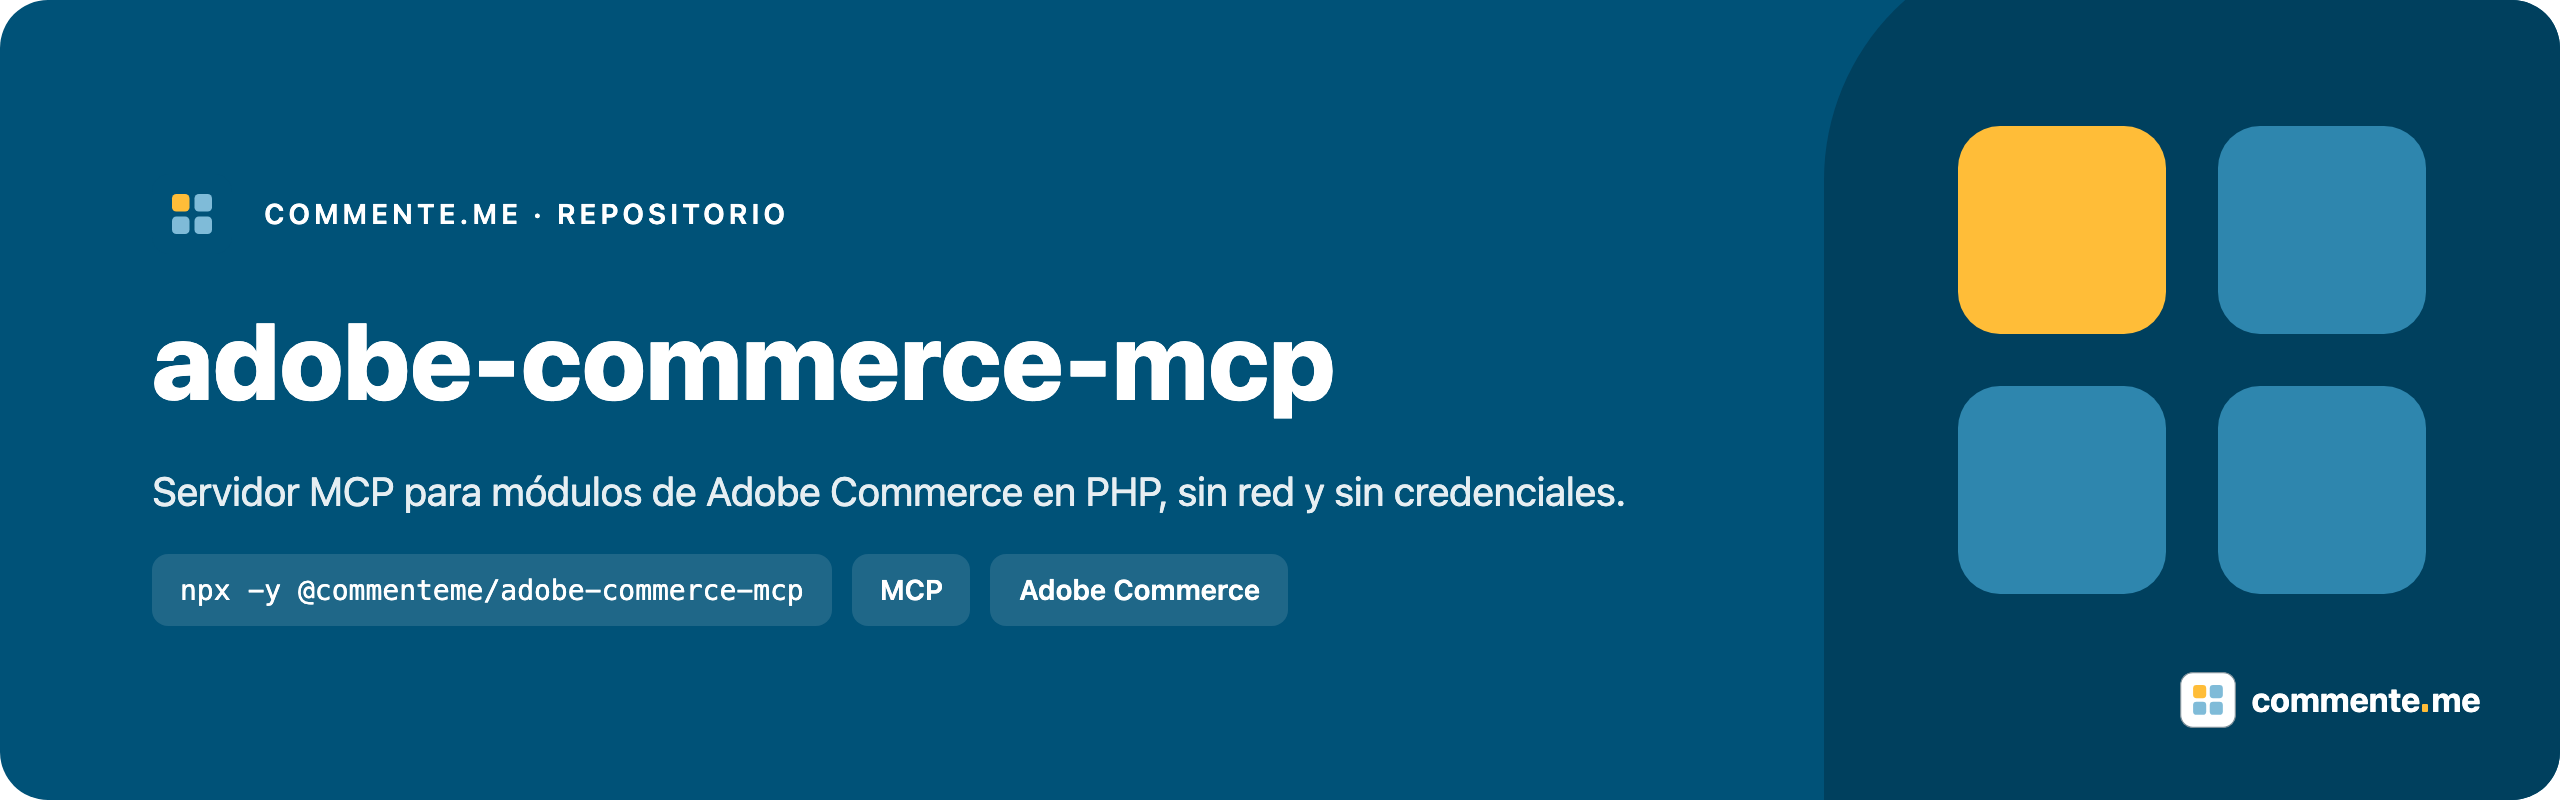 COMMENTE.ME · REPOSITORIO
adobe-commerce-mcp
Servidor MCP para módulos de Adobe Commerce en PHP, sin red y sin credenciales.
npx -y @commenteme/adobe-commerce-mcp
MCP
Adobe Commerce
commente.me